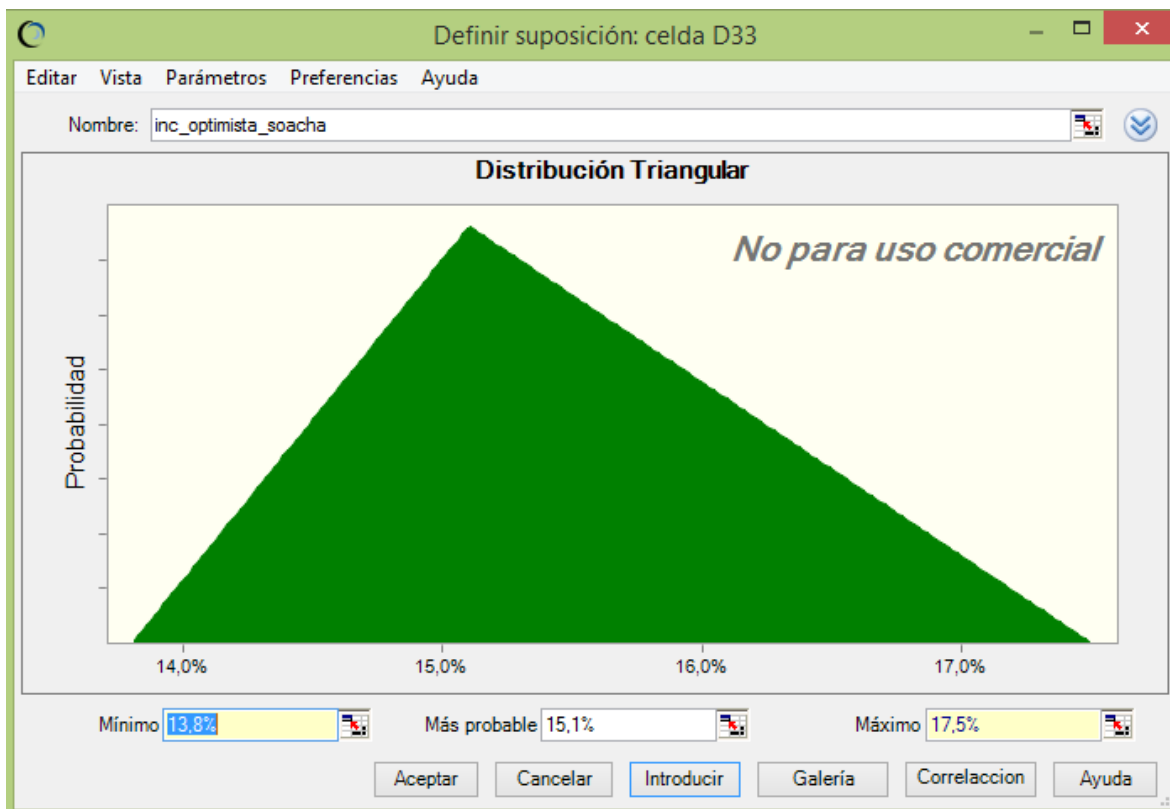 Definir suposición: celda D33
Editar Vista Parámetros Preferencias Ayuda
Nombre: inc_optimista_soacha
Distribución Triangular
No para uso comercial
Probabilidad
14,0% 15,0% 16,0% 17,0%
Mínimo 13,8% Más probable 15,1% Máximo 17,5%
Aceptar Cancelar Introducir Galería Correlaccion Ayuda